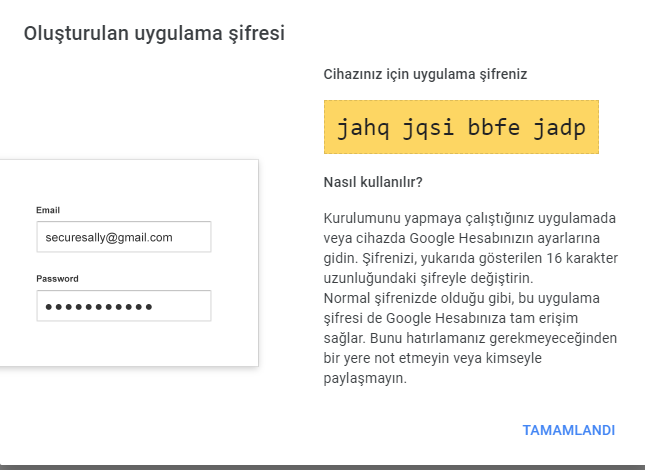 Oluşturulan uygulama şifresi
Cihazınız için uygulama şifreniz
jahq jqsi bbfe jadp
Nasıl kullanılır?
Email
securesally@gmail.com
Password
Kurulumunu yapmaya çalıştığınız uygulamada
veya cihazda Google Hesabınızın ayarlarına
gidin. Şifrenizi, yukarıda gösterilen 16 karakter
uzunluğundaki şifreyle değiştirin.
Normal şifrenizde olduğu gibi, bu uygulama
şifresi de Google Hesabınıza tam erişim
sağlar. Bunu hatırlamanız gerekmeyeceğinden
bir yere not etmeyin veya kimseyle
paylaşmayın.
TAMAMLANDI